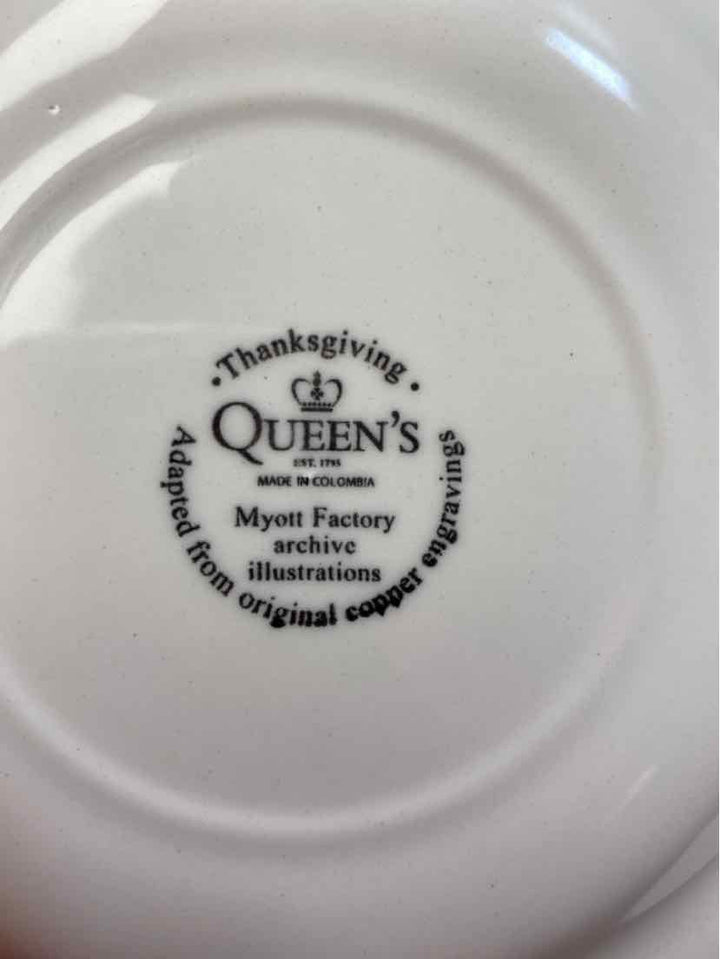 •Thanksgiving•
QUEEN'S
EST. 1795
MADE IN COLOMBIA
Myott Factory
archive
illustrations
Adapted from original copper engravings